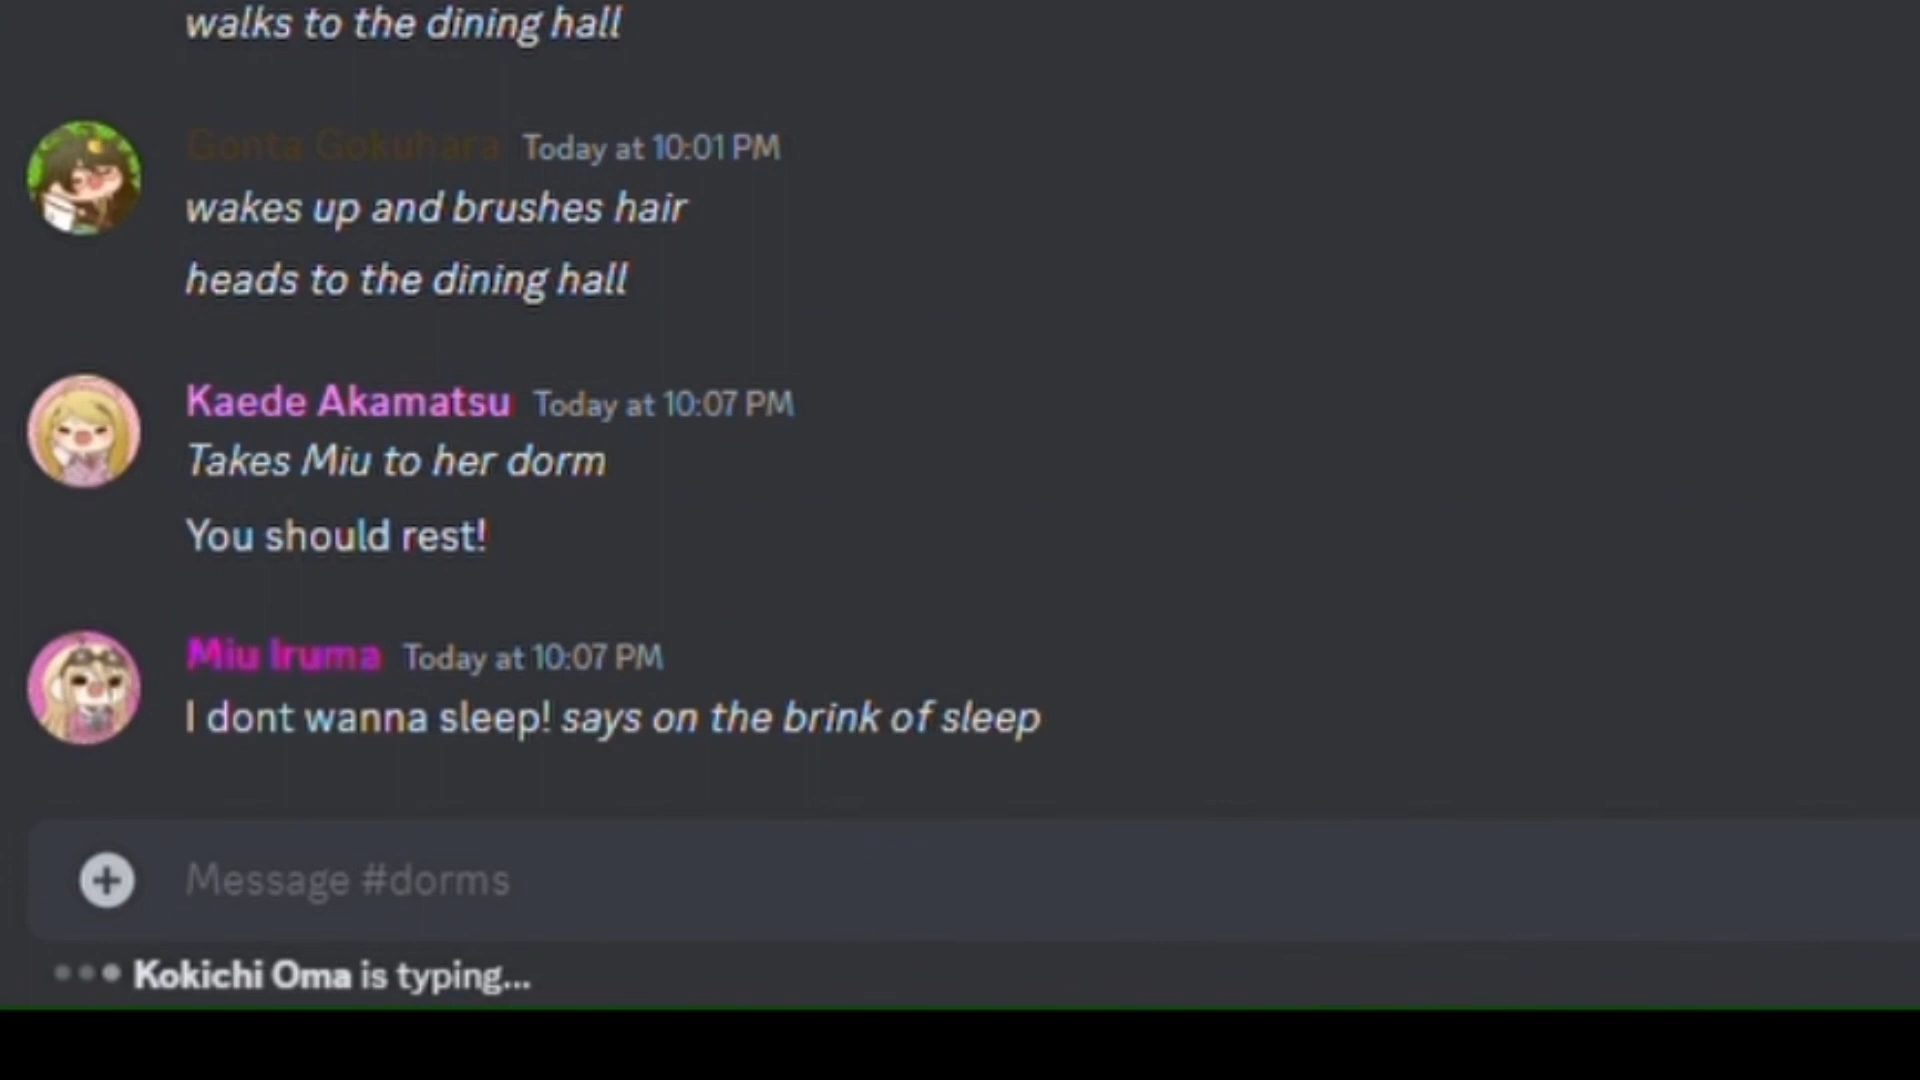 walks to the dining hall
Gonta Gokuhara Today at 10:01 PM
wakes up and brushes hair
heads to the dining hall
Kaede Akamatsu Today at 10:07 PM
Takes Miu to her dorm
You should rest!
Miu Iruma Today at 10:07 PM
I dont wanna sleep! says on the brink of sleep
Message #dorms
Kokichi Oma is typing...